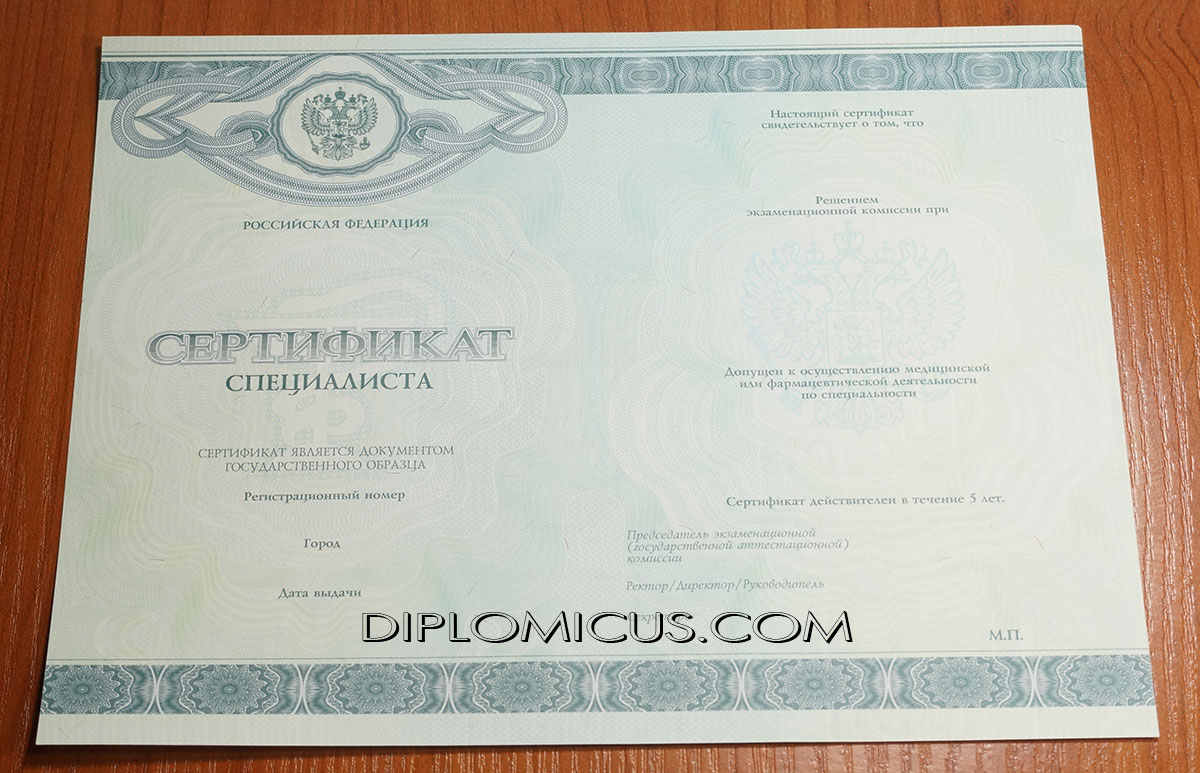 РОССИЙСКАЯ ФЕДЕРАЦИЯ
СЕРТИФИКАТ
СПЕЦИАЛИСТА
СЕРТИФИКАТ ЯВЛЯЕТСЯ ДОКУМЕНТОМ
ГОСУДАРСТВЕННОГО ОБРАЗЦА
Регистрационный номер
Город
Дата выдачи
Настоящий сертификат
свидетельствует о том, что
Решением
экзаменационной комиссии при
Допущен к осуществлению медицинской
или фармацевтической деятельности
по специальности
Сертификат действителен в течение 5 лет.
Председатель экзаменационной
(государственной аттестационной)
комиссии
Ректор/Директор/Руководитель
М.П.
DIPLOMICUS.COM